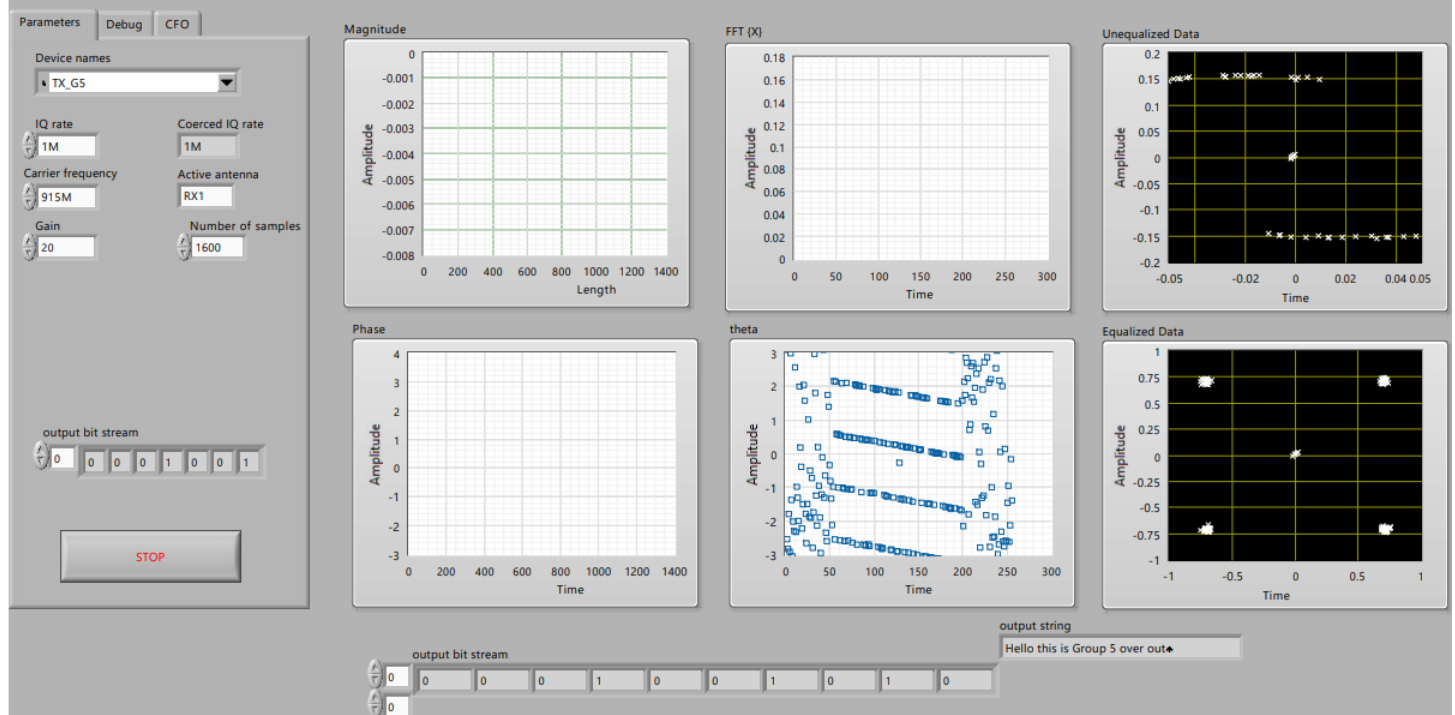 Parameters Debug CFO
Device names
TX_G5
IQ rate Coerced IQ rate
1M 1M
Carrier frequency Active antenna
915M RX1
Gain Number of samples
20 1600
output bit stream
0 0 0 0 1 0 0 1
STOP
Magnitude
Amplitude
0
-0.001
-0.002
-0.003
-0.004
-0.005
-0.006
-0.007
-0.008
0 200 400 600 800 1000 1200 1400
Length
FFT {X}
Amplitude
0.18
0.16
0.14
0.12
0.1
0.08
0.06
0.04
0.02
0
0 50 100 150 200 250 300
Time
Unequalized Data
Amplitude
0.2
0.15
0.1
0.05
0
-0.05
-0.1
-0.15
-0.2
-0.05 -0.02 0 0.02 0.04 0.05
Time
Phase
Amplitude
4
3
2
1
0
-1
-2
-3
0 200 400 600 800 1000 1200 1400
Time
theta
Amplitude
3
2
1
0
-1
-2
-3
0 50 100 150 200 250 300
Time
Equalized Data
Amplitude
1
0.75
0.5
0.25
0
-0.25
-0.5
-0.75
-1
-1 -0.5 0 0.5 1
Time
output string
Hello this is Group 5 over out♠
output bit stream
0 0 0 0 1 0 0 1 0 1 0
0